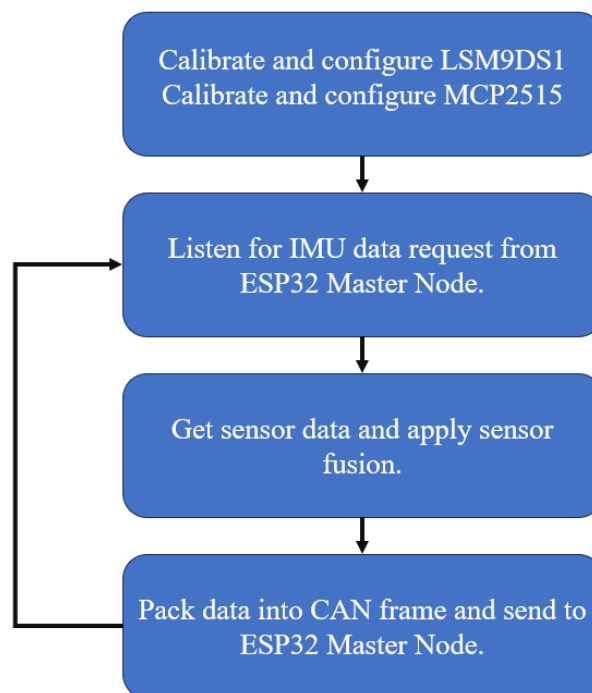 Calibrate and configure LSM9DS1
Calibrate and configure MCP2515
Listen for IMU data request from
ESP32 Master Node.
Get sensor data and apply sensor
fusion.
Pack data into CAN frame and send to
ESP32 Master Node.